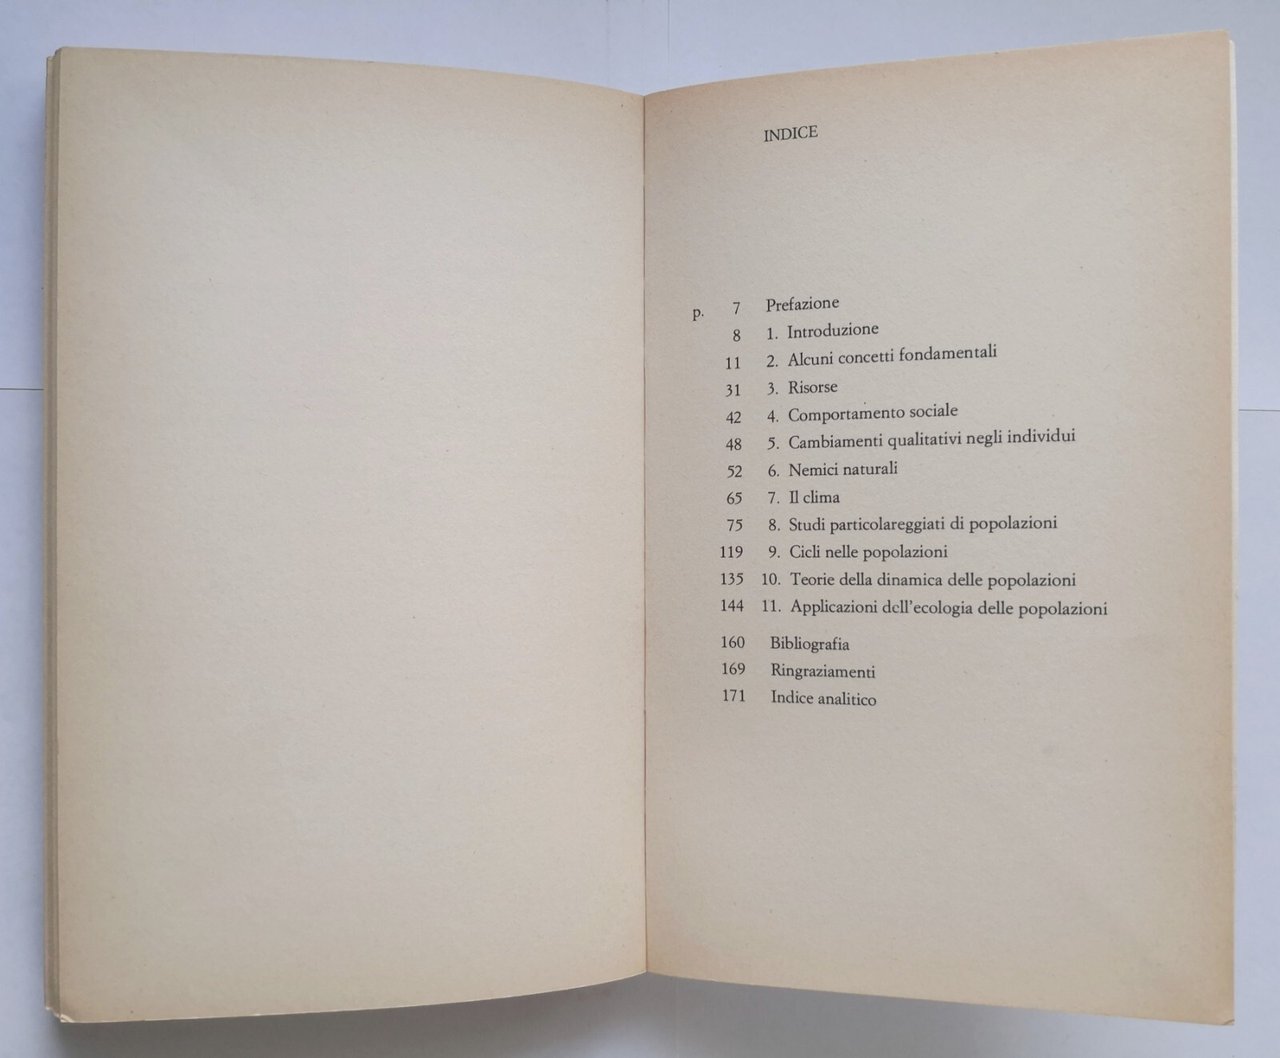 INDICE
p. 7 Prefazione
8 1. Introduzione
11 2. Alcuni concetti fondamentali
31 3. Risorse
42 4. Comportamento sociale
48 5. Cambiamenti qualitativi negli individui
52 6. Nemici naturali
65 7. Il clima
75 8. Studi particolareggiati di popolazioni
119 9. Cicli nelle popolazioni
135 10. Teorie della dinamica delle popolazioni
144 11. Applicazioni dell'ecologia delle popolazioni
160 Bibliografia
169 Ringraziamenti
171 Indice analitico